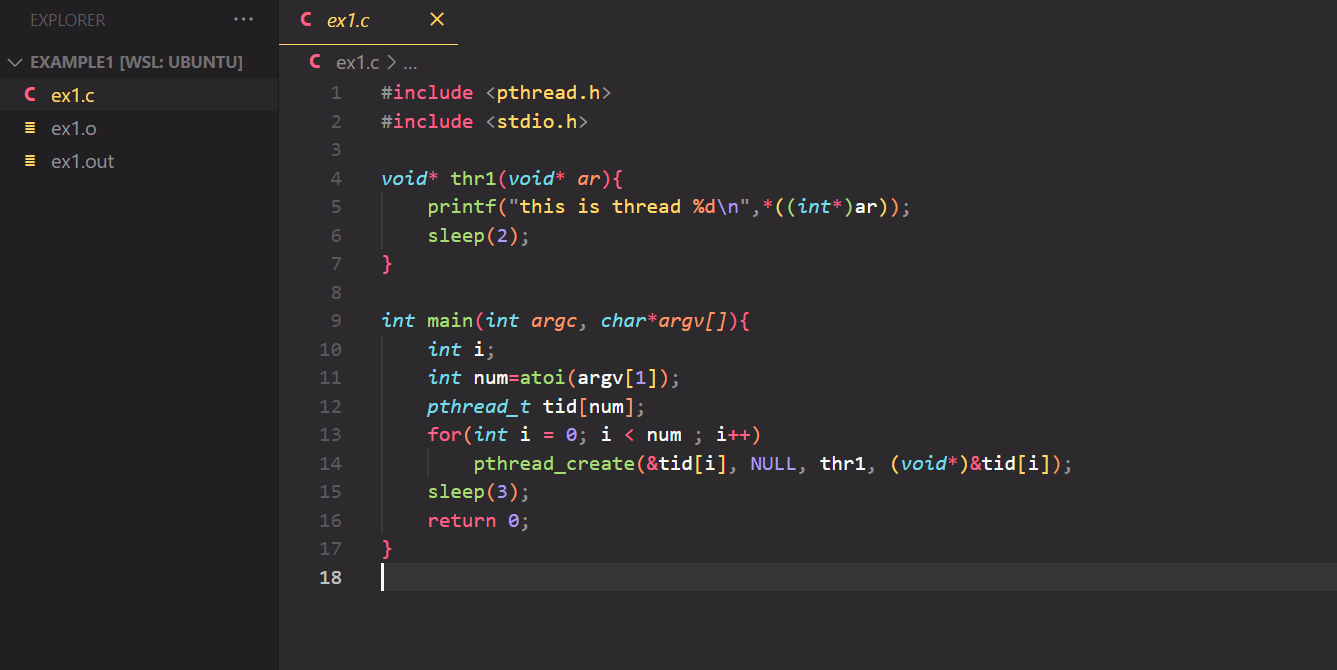 EXPLORER ...
EXAMPLE1 [WSL: UBUNTU]
C ex1.c
ex1.o
ex1.out
C ex1.c
C ex1.c > ...
1 #include <pthread.h>
2 #include <stdio.h>
3
4 void* thr1(void* ar){
5     printf("this is thread %d\n",*((int*)ar));
6     sleep(2);
7 }
8
9 int main(int argc, char*argv[]){
10     int i;
11     int num=atoi(argv[1]);
12     pthread_t tid[num];
13     for(int i = 0; i < num ; i++)
14         pthread_create(&tid[i], NULL, thr1, (void*)&tid[i]);
15     sleep(3);
16     return 0;
17 }
18